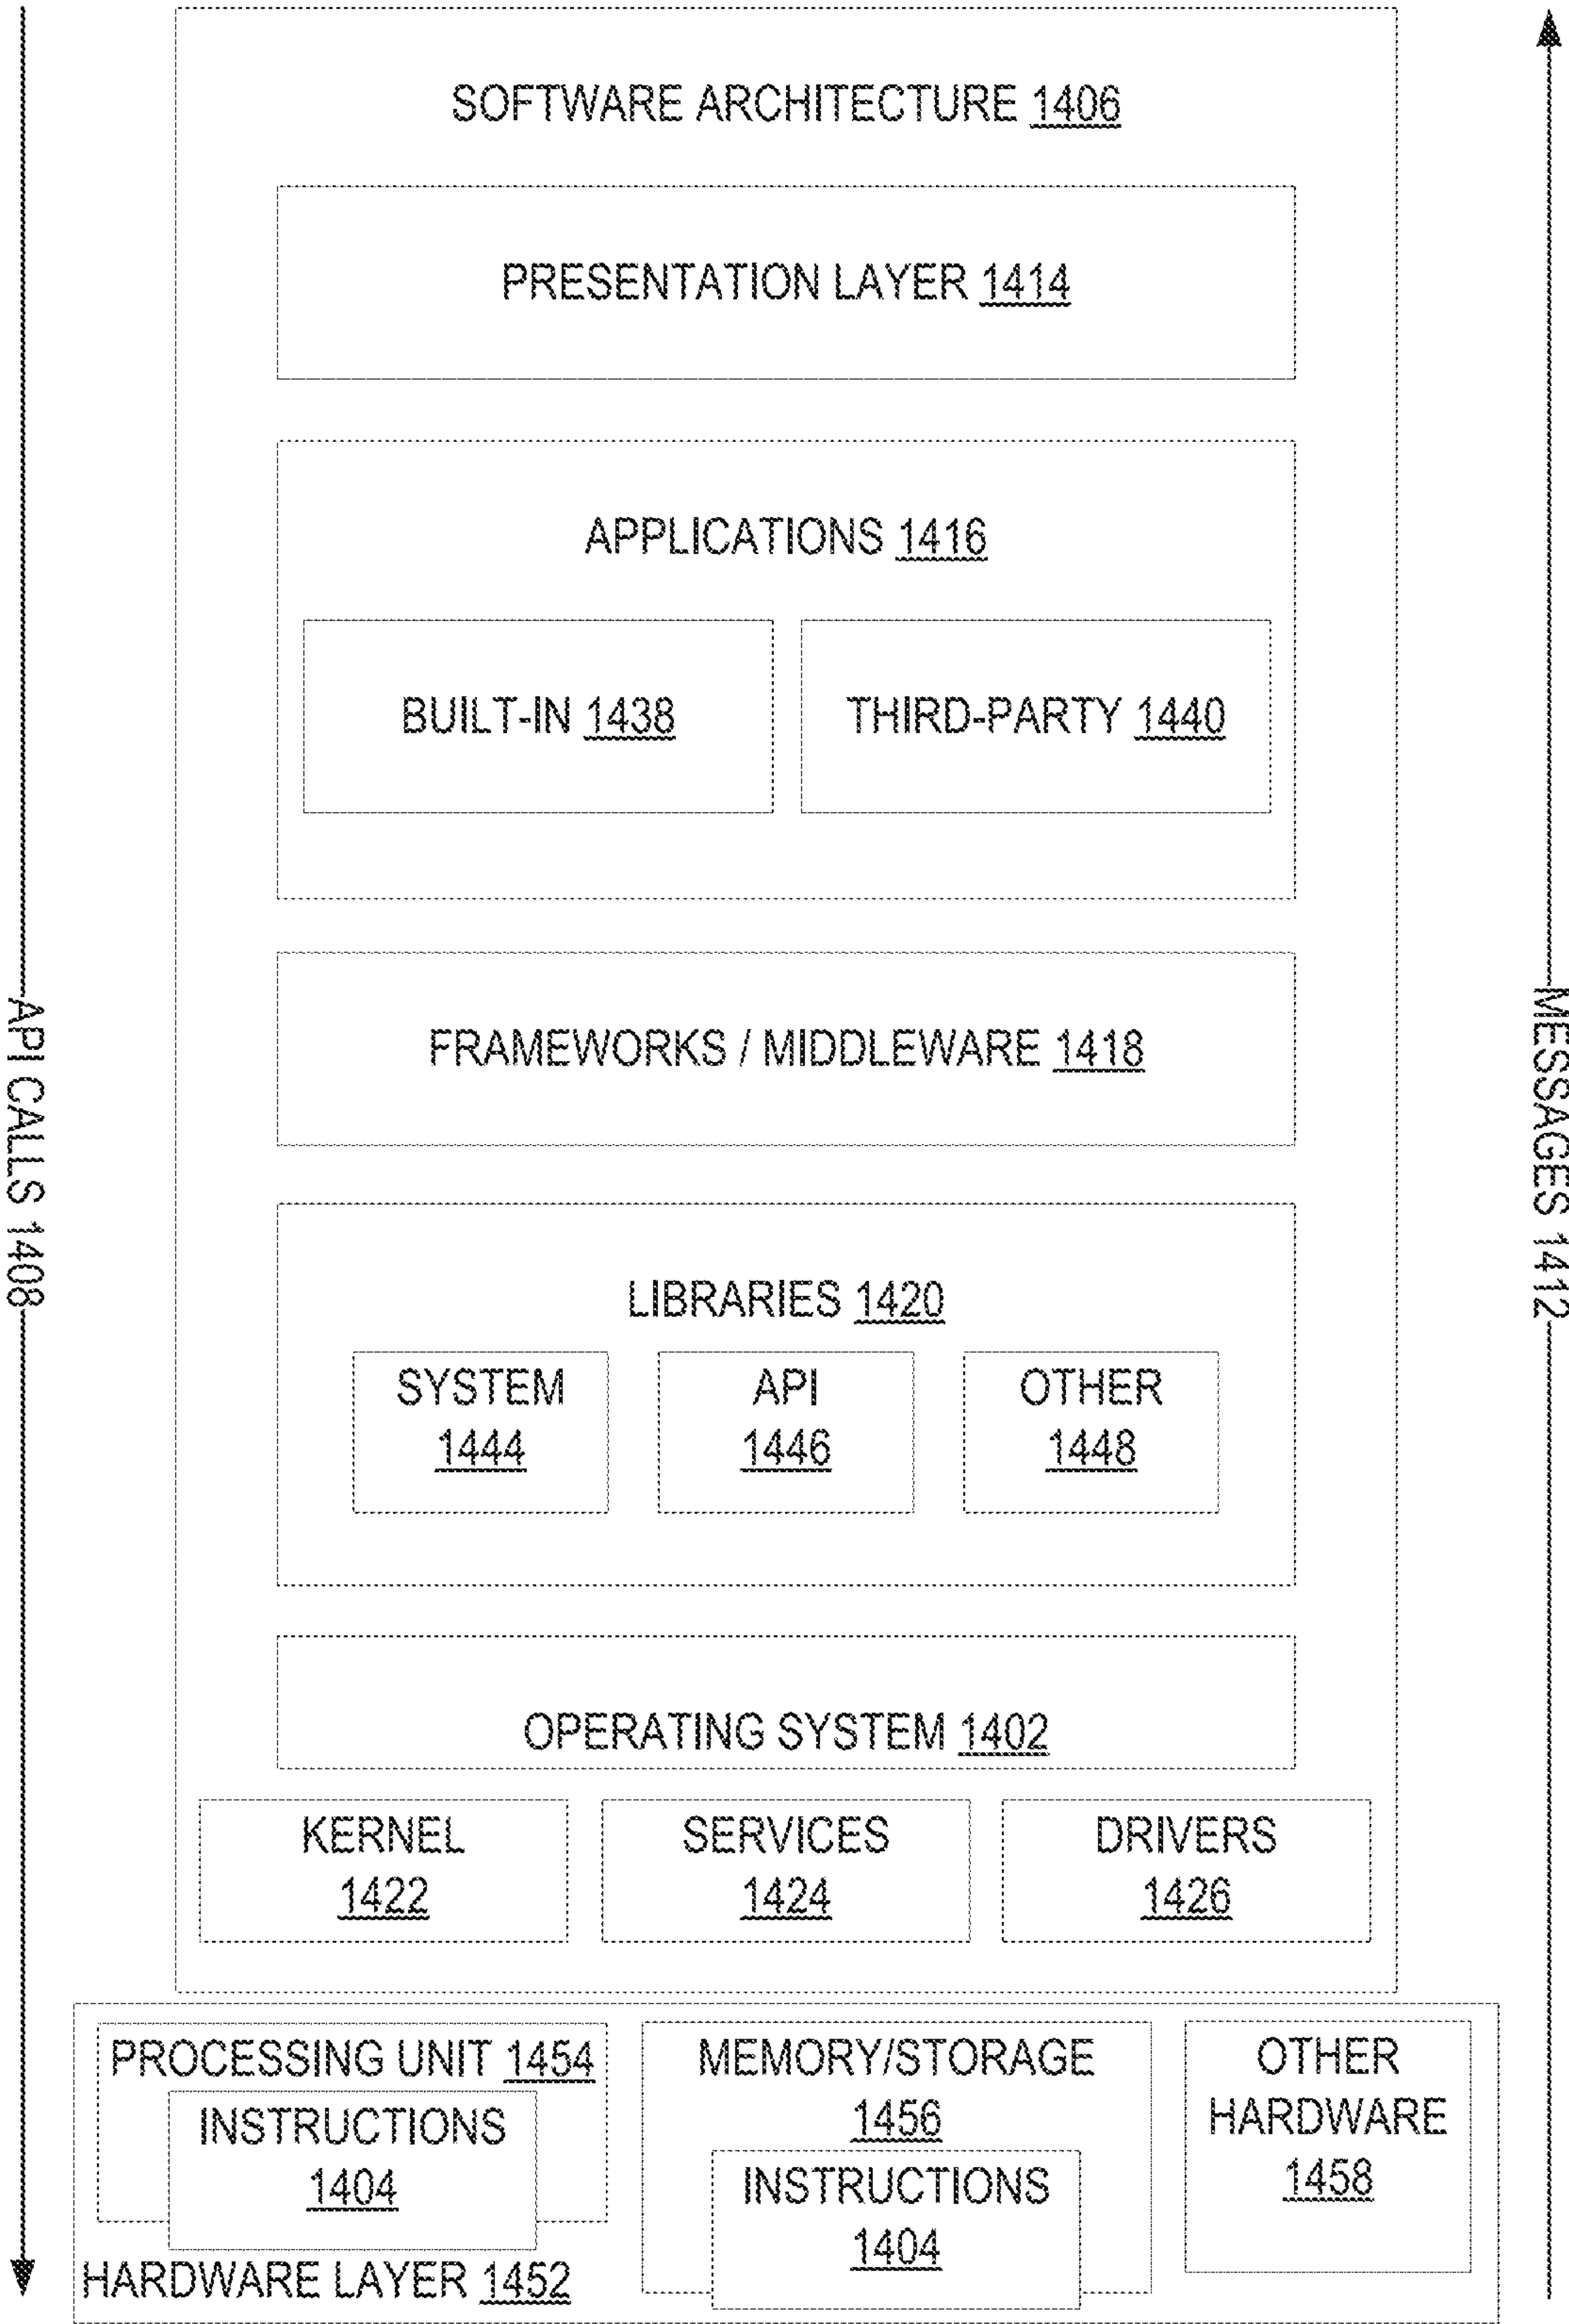 SOFTWARE ARCHITECTURE 1406
PRESENTATION LAYER 1414
APPLICATIONS 1416
BUILT-IN 1438
THIRD-PARTY 1440
FRAMEWORKS / MIDDLEWARE 1418
API CALLS 1408
MESSAGES 1412
LIBRARIES 1420
SYSTEM
1444
API
1446
OTHER
1448
OPERATING SYSTEM 1402
KERNEL
1422
SERVICES
1424
DRIVERS
1426
PROCESSING UNIT 1454
INSTRUCTIONS
1404
MEMORY/STORAGE
1456
INSTRUCTIONS
1404
OTHER
HARDWARE
1458
HARDWARE LAYER 1452